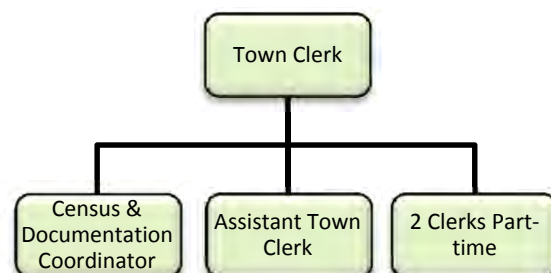 Town Clerk
Census &
Documentation
Coordinator
Assistant Town
Clerk
2 Clerks Part-
time